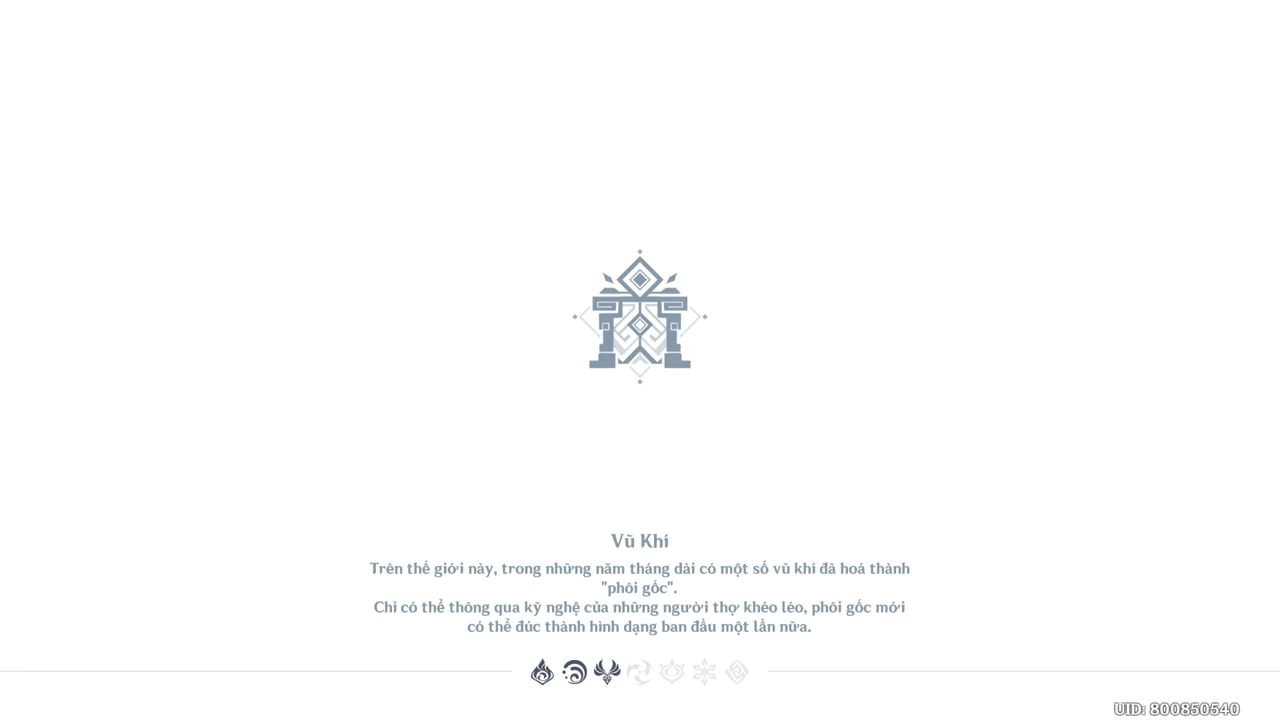 Vũ Khí
Trên thế giới này, trong những năm tháng dài có một số vũ khí đã hoá thành
"phôi gốc".
Chỉ có thể thông qua kỹ nghệ của những người thợ khéo léo, phôi gốc mới
có thể đúc thành hình dạng ban đầu một lần nữa.
UID: 800850540